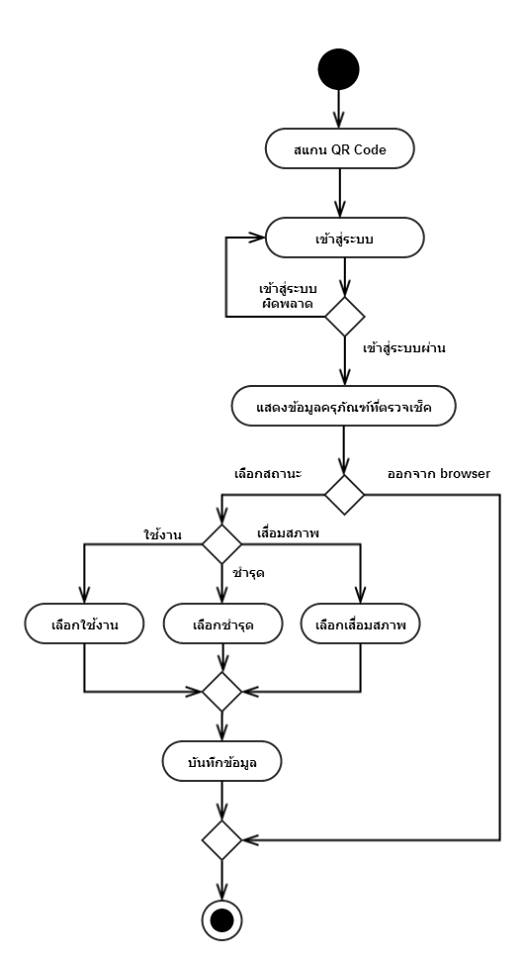 สแกน QR Code
เข้าสู่ระบบ
เข้าสู่ระบบ
ผิดพลาด
เข้าสู่ระบบผ่าน
แสดงข้อมูลครุภัณฑ์ที่ตรวจเช็ค
เลือกสถานะ
ออกจาก browser
ใช้งาน
เสื่อมสภาพ
ชำรุด
เลือกใช้งาน
เลือกชำรุด
เลือกเสื่อมสภาพ
บันทึกข้อมูล